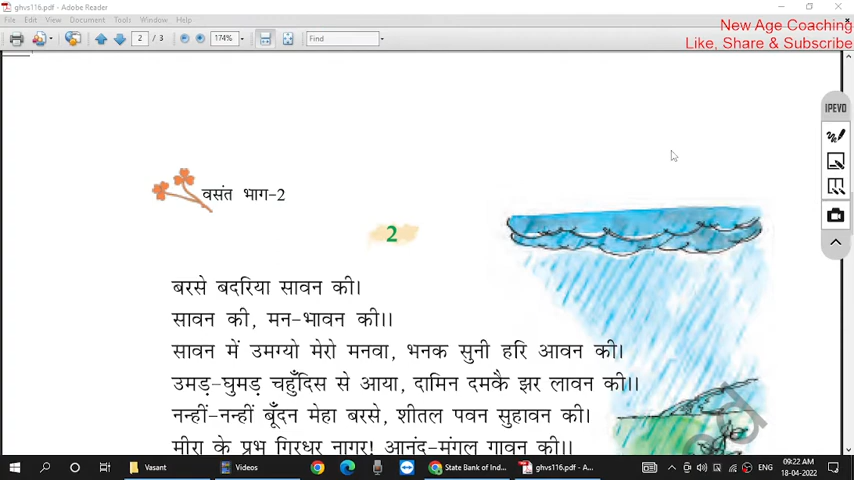 ghvs116.pdf - Adobe Reader
File Edit View Document Tools Window Help
2 / 3 174% Find
New Age Coaching
Like, Share & Subscribe
IPEVO
वसंत भाग-2
2
बरसे बदरिया सावन की।
सावन की, मन-भावन की।।
सावन में उमग्यो मेरो मनवा, भनक सुनी हरि आवन की।
उमड़-घुमड़ चहुँदिस से आया, दामिन दमकै झर लावन की।।
नन्हीं-नन्हीं बूँदन मेहा बरसे, शीतल पवन सुहावन की।
मीरा के प्रभु गिरधर नागर! आनंद-मंगल गावन की।।
Vasant Videos State Bank of Ind... ghvs116.pdf - A... ENG 09:22 AM
18-04-2022